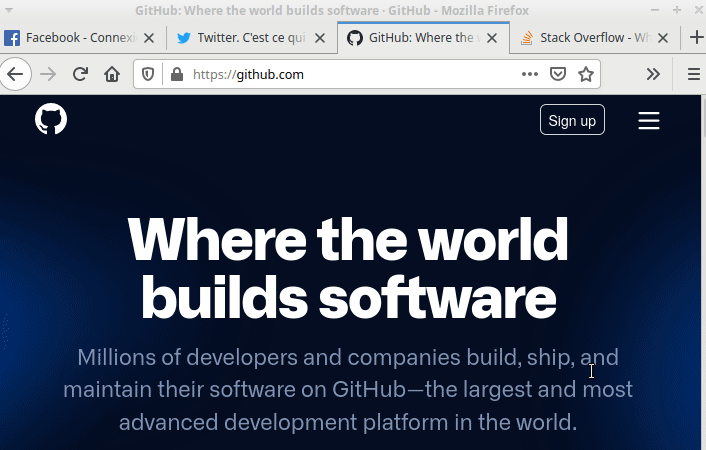 GitHub: Where the world builds software · GitHub - Mozilla Firefox
Facebook - Connexi
Twitter. C'est ce qui
GitHub: Where the w
Stack Overflow - Wh
https://github.com
Sign up
Where the world
builds software
Millions of developers and companies build, ship, and
maintain their software on GitHub—the largest and most
advanced development platform in the world.